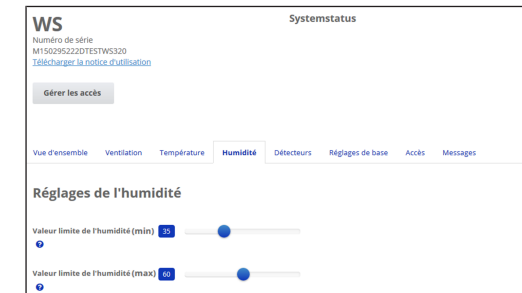 WS
Systemstatus
Numéro de série
M150295222DTESTWS320
Télécharger la notice d'utilisation
Gérer les accès
Vue d'ensemble Ventilation Température Humidité Détecteurs Réglages de base Accès Messages
Réglages de l'humidité
Valeur limite de l'humidité (min) 35
?
Valeur limite de l'humidité (max) 60
?